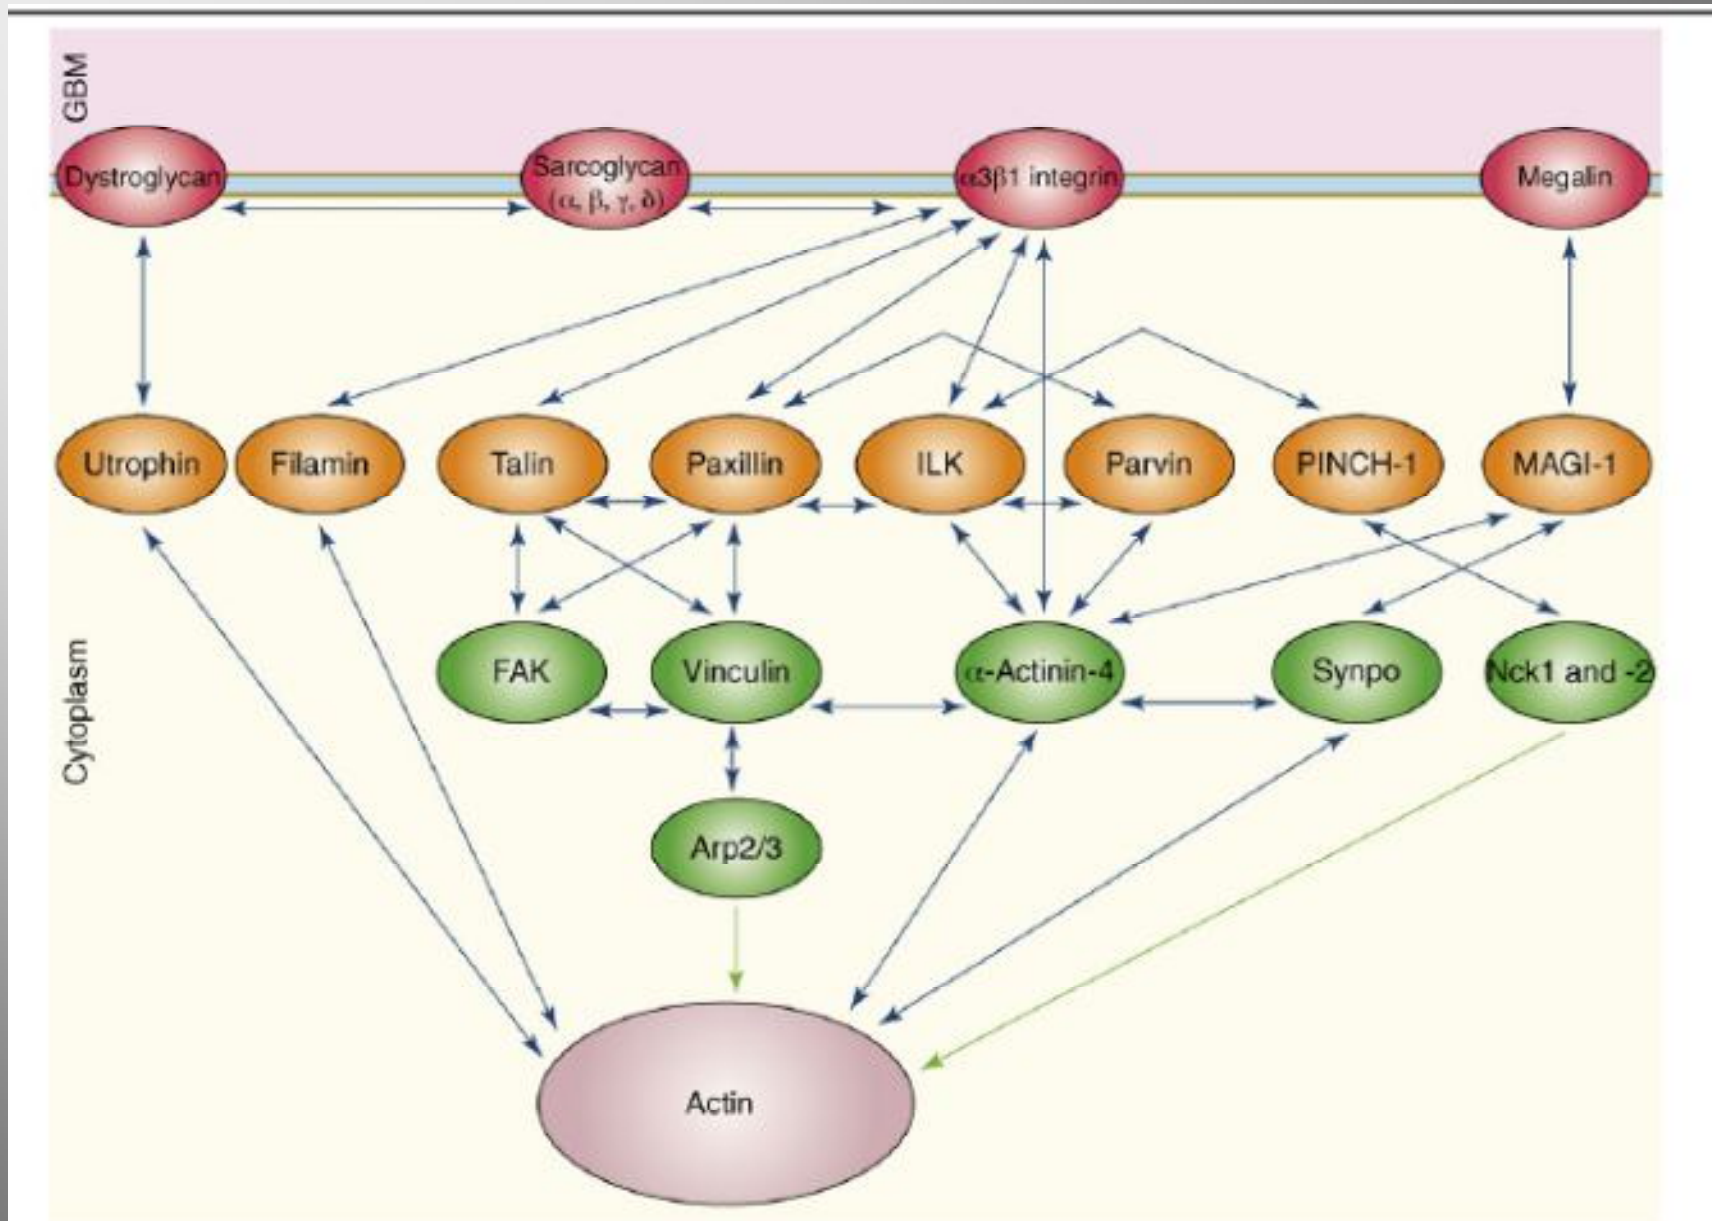 GBM
Dystroglycan
Sarcoglycan
(α, β, γ, δ)
α3β1 integrin
Megalin
Utrophin
Filamin
Talin
Paxillin
ILK
Parvin
PINCH-1
MAGI-1
Cytoplasm
FAK
Vinculin
α-Actinin-4
Synpo
Nck1 and -2
Arp2/3
Actin